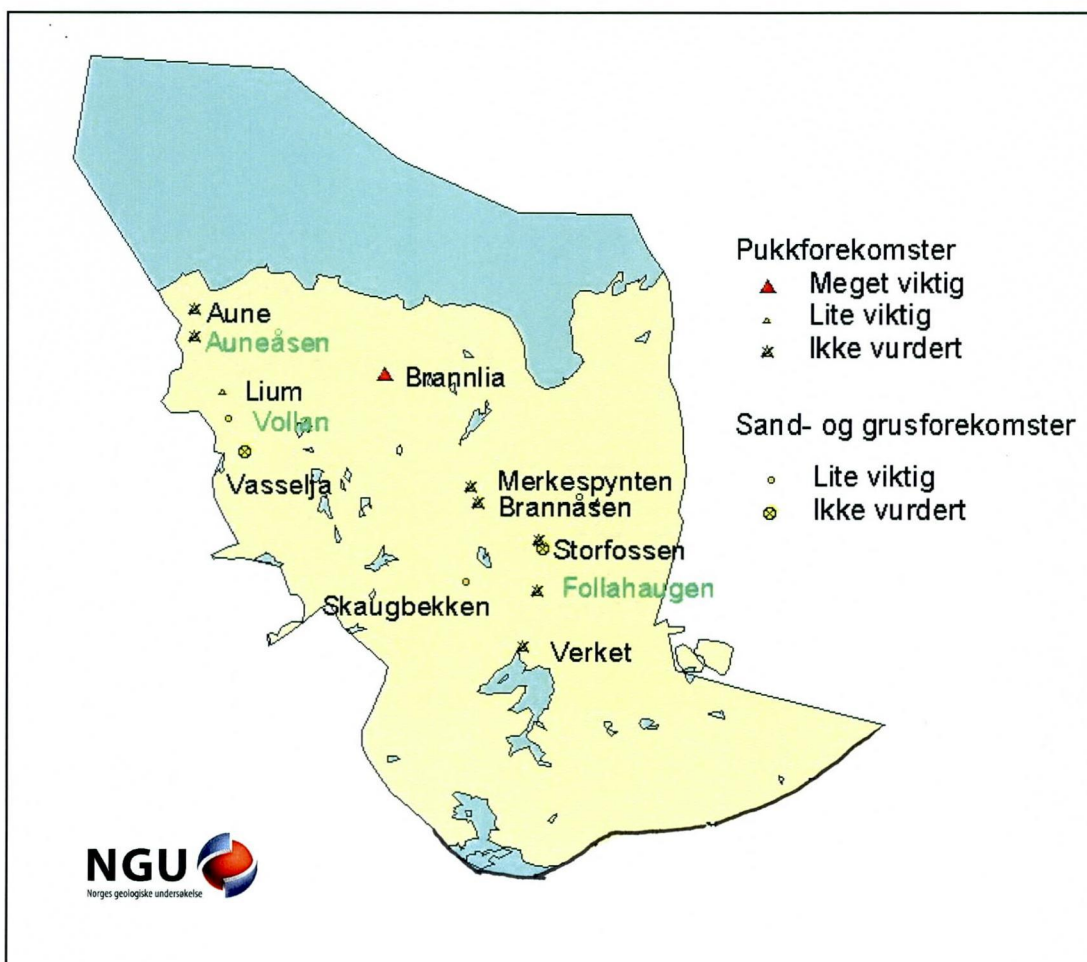 Pukkforekomster
Meget viktig
Lite viktig
Ikke vurdert
Sand- og grusforekomster
Lite viktig
Ikke vurdert
Aune
Auneåsen
Brannlia
Lium
Vollan
Vasselja
Merkespynten
Brannåsen
Storfossen
Follahaugen
Skaugbekken
Verket
NGU
Norges geologiske undersøkelse